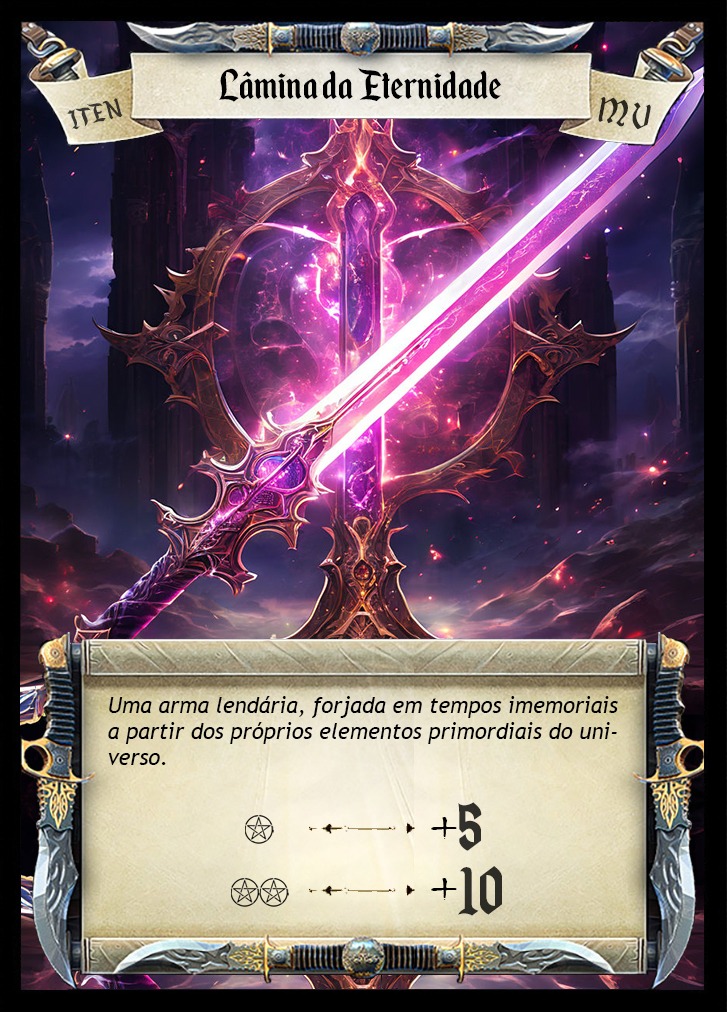 Lâmina da Eternidade
ITEN
MU
Uma arma lendária, forjada em tempos imemoriais
a partir dos próprios elementos primordiais do uni-
verso.
+5
+10